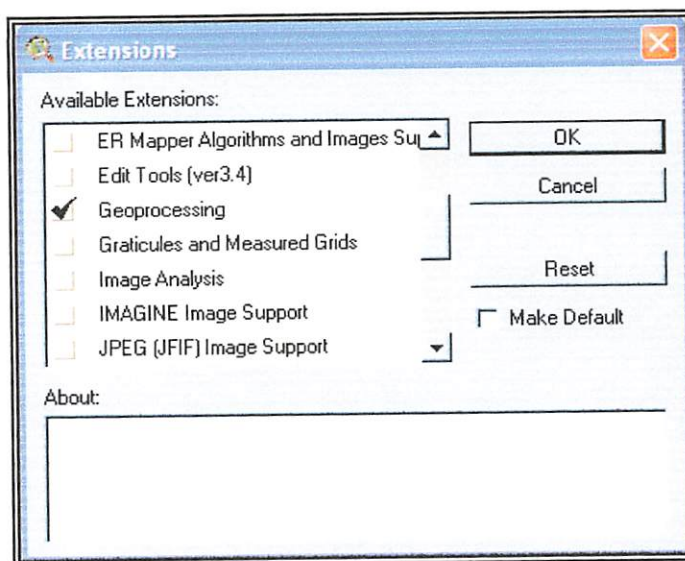 Extensions
Available Extensions:
ER Mapper Algorithms and Images Su
Edit Tools (ver3.4)
Geoprocessing
Graticules and Measured Grids
Image Analysis
IMAGINE Image Support
JPEG (JFIF) Image Support
OK
Cancel
Reset
Make Default
About: